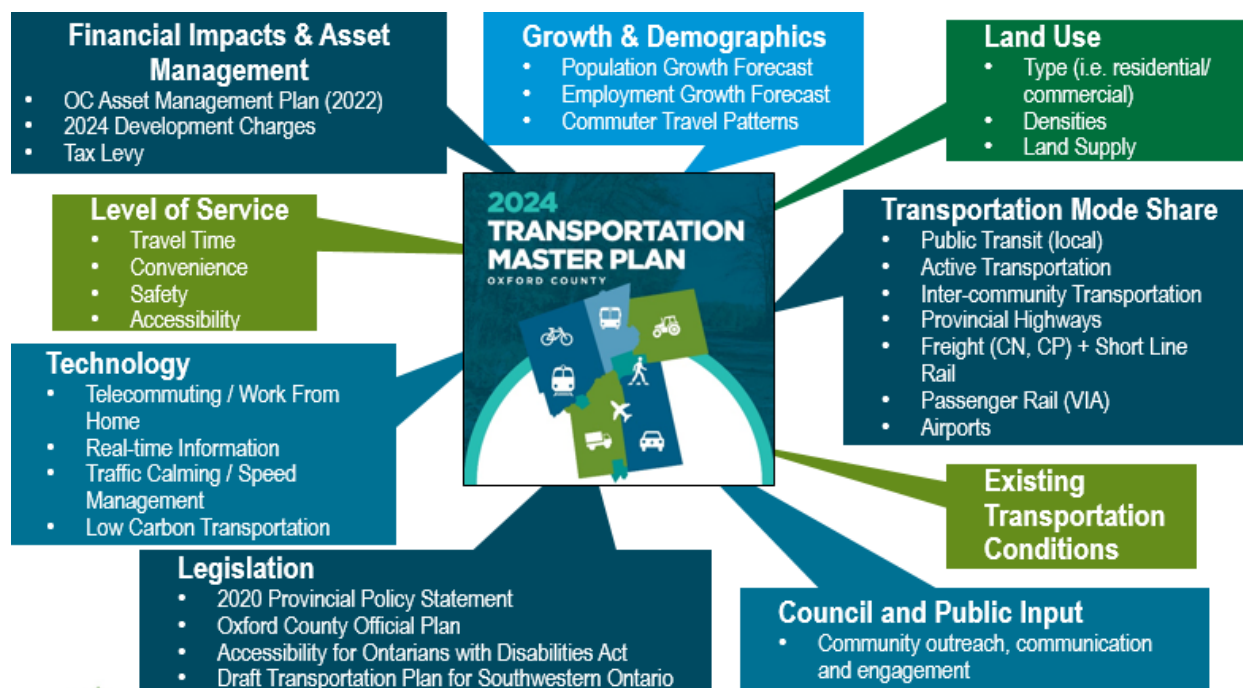 Financial Impacts & Asset
Management
• OC Asset Management Plan (2022)
• 2024 Development Charges
• Tax Levy
Growth & Demographics
• Population Growth Forecast
• Employment Growth Forecast
• Commuter Travel Patterns
Land Use
• Type (i.e. residential/
commercial)
• Densities
• Land Supply
Level of Service
• Travel Time
• Convenience
• Safety
• Accessibility
2024
TRANSPORTATION
MASTER PLAN
OXFORD COUNTY
Transportation Mode Share
• Public Transit (local)
• Active Transportation
• Inter-community Transportation
• Provincial Highways
• Freight (CN, CP) + Short Line
Rail
• Passenger Rail (VIA)
• Airports
Technology
• Telecommuting / Work From
Home
• Real-time Information
• Traffic Calming / Speed
Management
• Low Carbon Transportation
Existing
Transportation
Conditions
Legislation
• 2020 Provincial Policy Statement
• Oxford County Official Plan
• Accessibility for Ontarians with Disabilities Act
• Draft Transportation Plan for Southwestern Ontario
Council and Public Input
• Community outreach, communication
and engagement